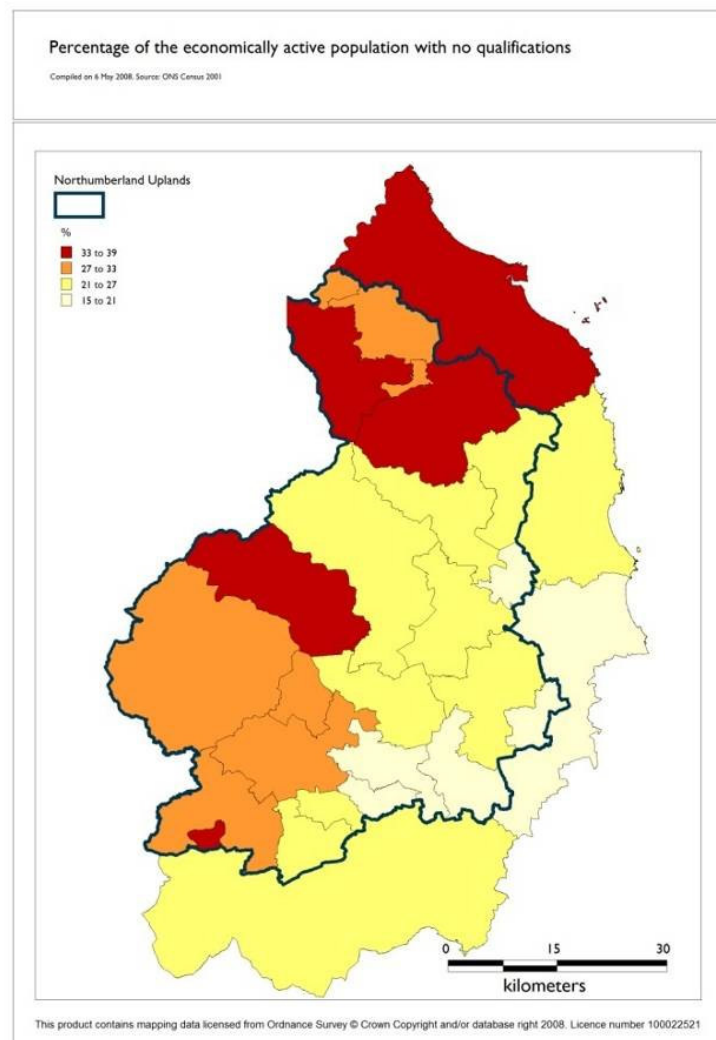 Percentage of the economically active population with no qualifications
Compiled on 6 May 2008. Source: ONS Census 2001
Northumberland Uplands
%
33 to 39
27 to 33
21 to 27
15 to 21
0 15 30
kilometers
This product contains mapping data licensed from Ordnance Survey © Crown Copyright and/or database right 2008. Licence number 100022521